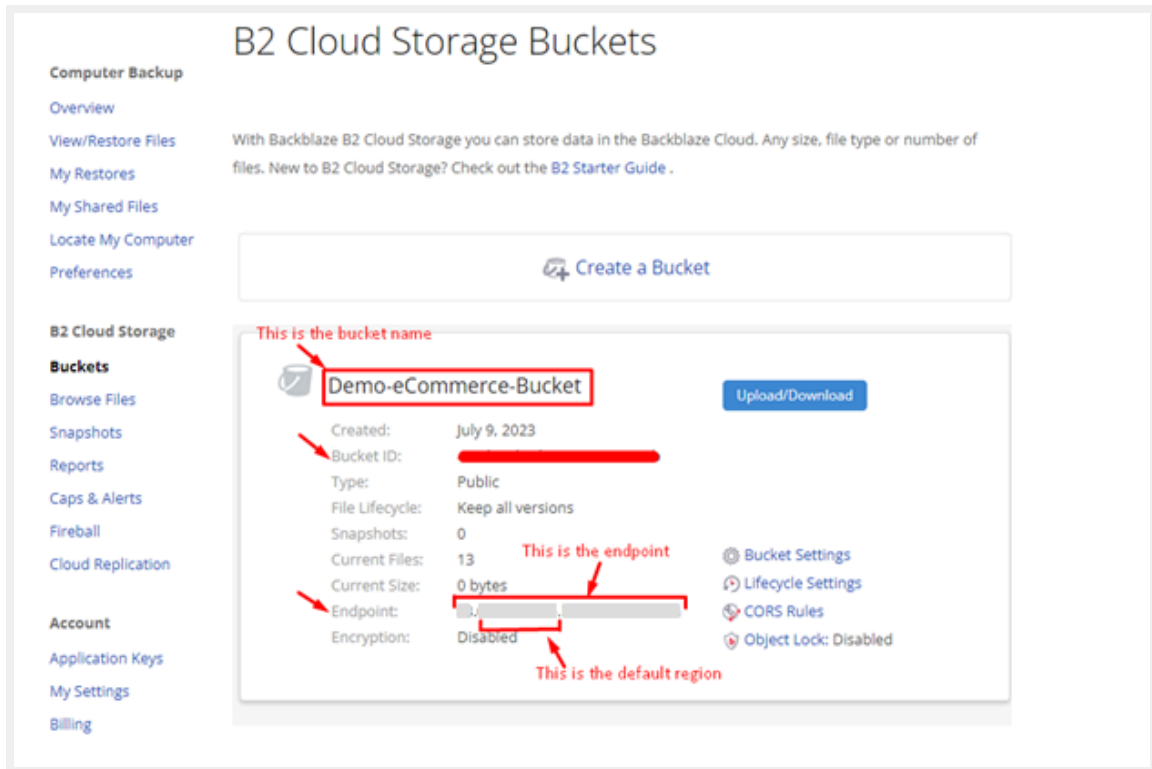 B2 Cloud Storage Buckets
Computer Backup
Overview
View/Restore Files
My Restores
My Shared Files
Locate My Computer
Preferences
B2 Cloud Storage
Buckets
Browse Files
Snapshots
Reports
Caps & Alerts
Fireball
Cloud Replication
Account
Application Keys
My Settings
Billing
With Backblaze B2 Cloud Storage you can store data in the Backblaze Cloud. Any size, file type or number of
files. New to B2 Cloud Storage? Check out the B2 Starter Guide .
Create a Bucket
This is the bucket name
Demo-eCommerce-Bucket
Upload/Download
Created: July 9, 2023
Bucket ID:
Type: Public
File Lifecycle: Keep all versions
Snapshots: 0
Current Files: 13
This is the endpoint
Current Size: 0 bytes
Endpoint:
Encryption: Disabled
This is the default region
Bucket Settings
Lifecycle Settings
CORS Rules
Object Lock: Disabled